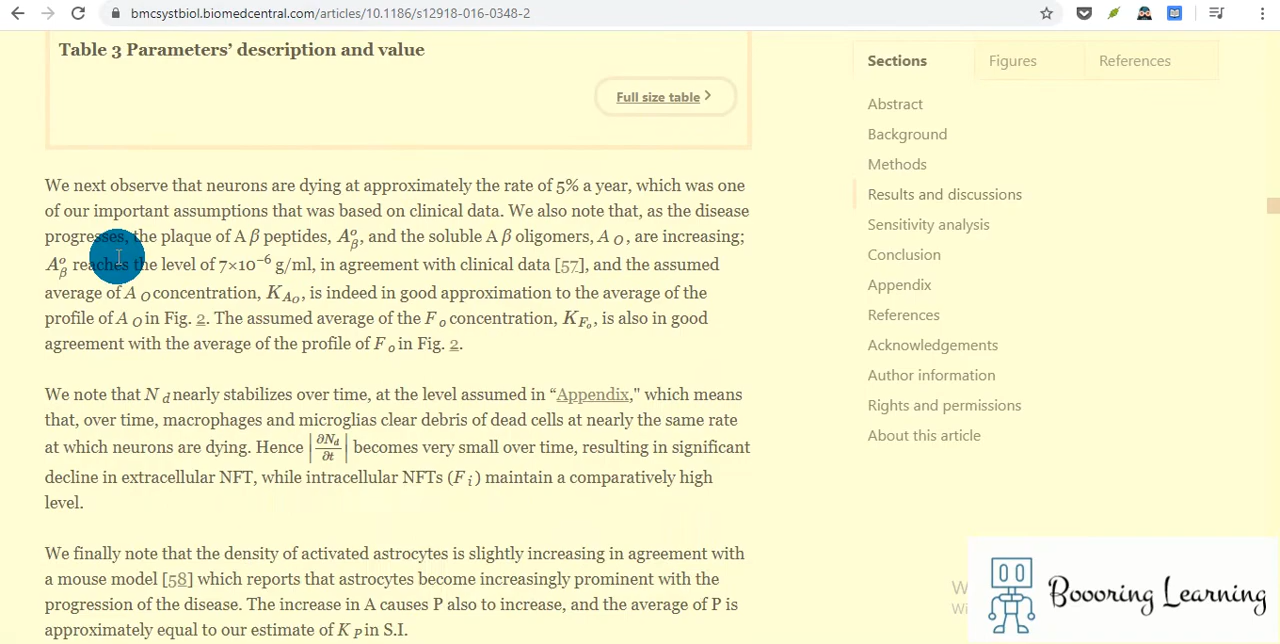 bmcsystbiol.biomedcentral.com/articles/10.1186/s12918-016-0348-2
Table 3 Parameters’ description and value
Full size table
We next observe that neurons are dying at approximately the rate of 5% a year, which was one
of our important assumptions that was based on clinical data. We also note that, as the disease
progresses, the plaque of A β peptides, A_β^o, and the soluble A β oligomers, A O, are increasing;
A_β^o reaches the level of 7×10⁻⁶ g/ml, in agreement with clinical data [57], and the assumed
average of A O concentration, K_{A_O}, is indeed in good approximation to the average of the
profile of A O in Fig. 2. The assumed average of the F o concentration, K_{F_o}, is also in good
agreement with the average of the profile of F o in Fig. 2.
We note that N d nearly stabilizes over time, at the level assumed in “Appendix," which means
that, over time, macrophages and microglias clear debris of dead cells at nearly the same rate
at which neurons are dying. Hence |∂N_d/∂t| becomes very small over time, resulting in significant
decline in extracellular NFT, while intracellular NFTs (F i) maintain a comparatively high
level.
We finally note that the density of activated astrocytes is slightly increasing in agreement with
a mouse model [58] which reports that astrocytes become increasingly prominent with the
progression of the disease. The increase in A causes P also to increase, and the average of P is
approximately equal to our estimate of K P in S.I.
Sections
Figures
References
Abstract
Background
Methods
Results and discussions
Sensitivity analysis
Conclusion
Appendix
References
Acknowledgements
Author information
Rights and permissions
About this article
Boooring Learning